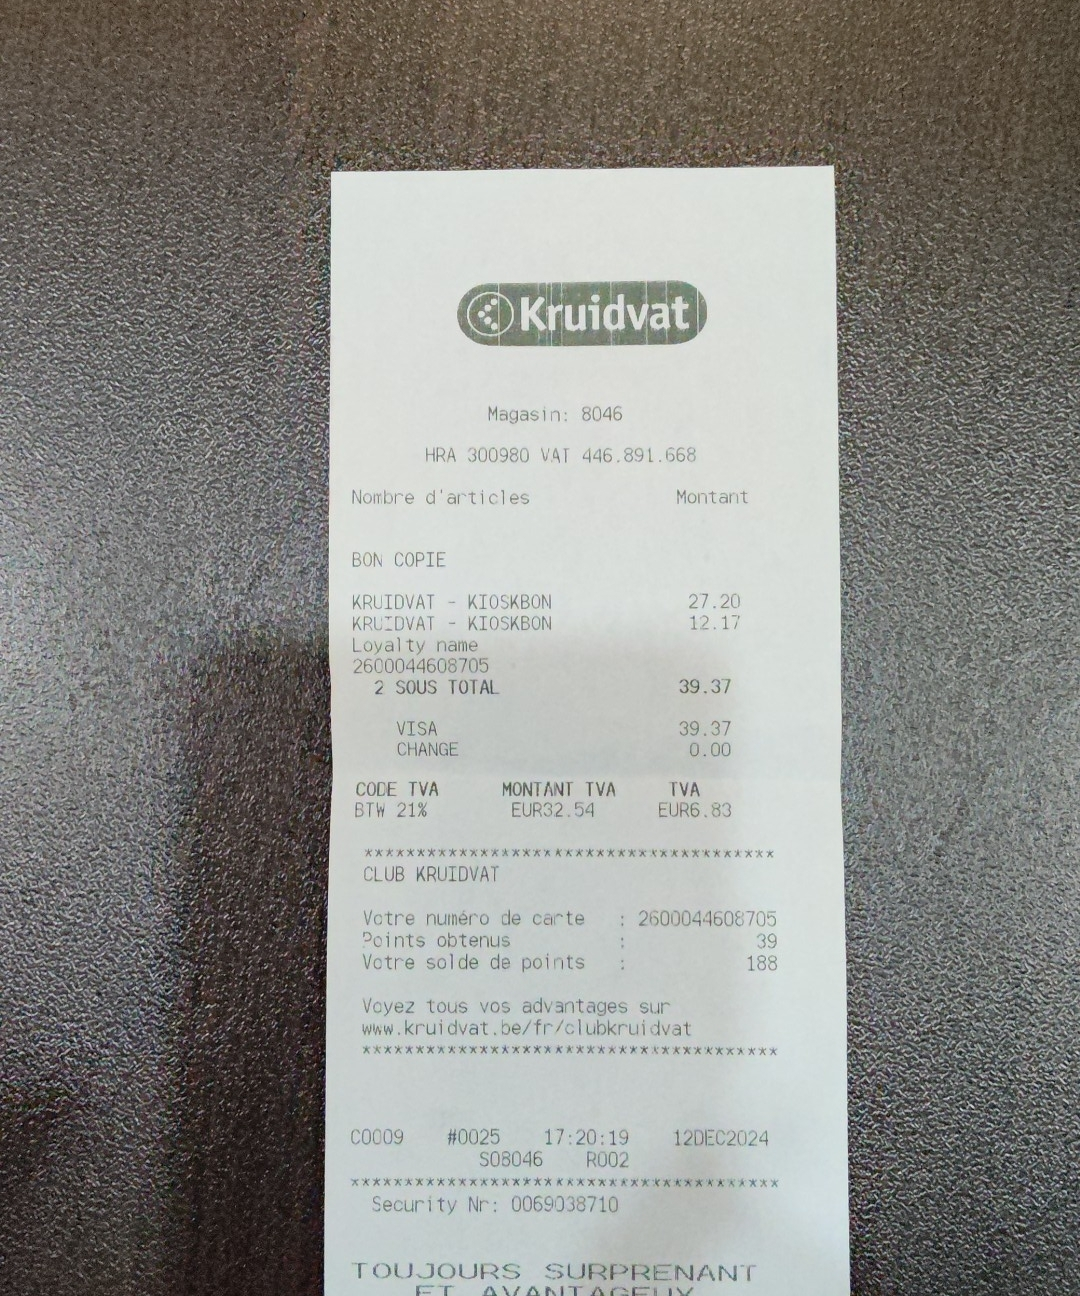 Kruidvat
Magasin: 8046
HRA 300980 VAT 446.891.668
Nombre d'articles Montant
BON COPIE
KRUIDVAT - KIOSKBON 27.20
KRUIDVAT - KIOSKBON 12.17
Loyalty name
2600044608705
2 SOUS TOTAL 39.37
VISA 39.37
CHANGE 0.00
CODE TVA MONTANT TVA TVA
BTW 21% EUR32.54 EUR6.83
***************************************
CLUB KRUIDVAT
Votre numéro de carte : 2600044608705
Points obtenus : 39
Votre solde de points : 188
Voyez tous vos advantages sur
www.kruidvat.be/fr/clubkruidvat
***************************************
C0009 #0025 17:20:19 12DEC2024
S08046 R002
****************************************
Security Nr: 0069038710
TOUJOURS SURPRENANT
ET AVANTAGEUX